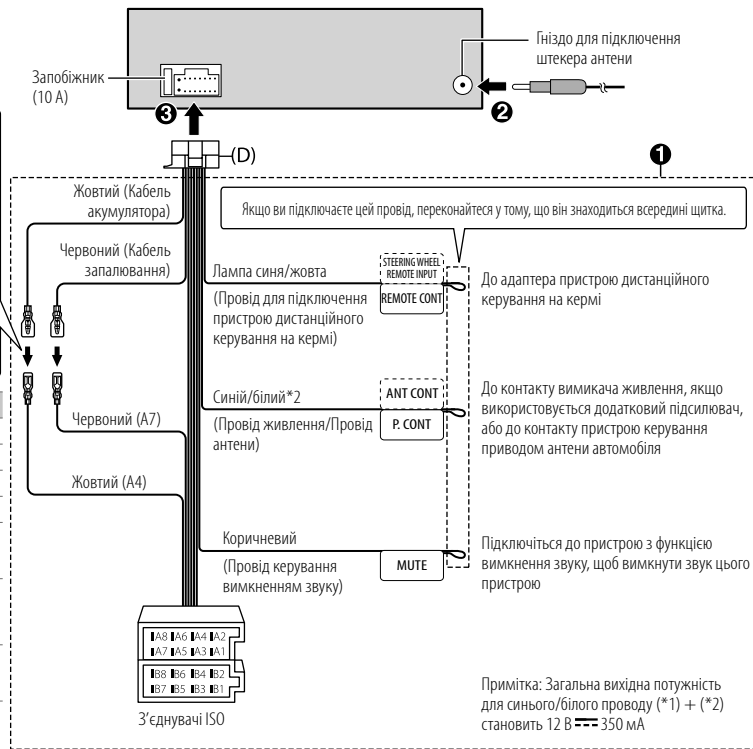 Гніздо для підключення
штекера антени
Запобіжник
(10 A)
3
2
(D)
1
Жовтий (Кабель
акумулятора)
Якщо ви підключаєте цей провід, переконайтеся у тому, що він знаходиться всередині щитка.
Червоний (Кабель
запалювання)
Лампа синя/жовта
(Провід для підключення
пристрою дистанційного
керування на кермі)
STEERING WHEEL
REMOTE INPUT
REMOTE CONT
До адаптера пристрою дистанційного
керування на кермі
Синій/білий*2
(Провід живлення/Провід
антени)
ANT CONT
P. CONT
До контакту вимикача живлення, якщо
використовується додатковий підсилювач,
або до контакту пристрою керування
приводом антени автомобіля
Червоний (A7)
Жовтий (A4)
Коричневий
(Провід керування
вимкненням звуку)
MUTE
Підключіться до пристрою з функцією
вимкнення звуку, щоб вимкнути звук цього
пристрою
A8 A6 A4 A2
A7 A5 A3 A1
B8 B6 B4 B2
B7 B5 B3 B1
З’єднувачі ISO
Примітка: Загальна вихідна потужність
для синього/білого проводу (*1) + (*2)
становить 12 В ⎓ 350 мА